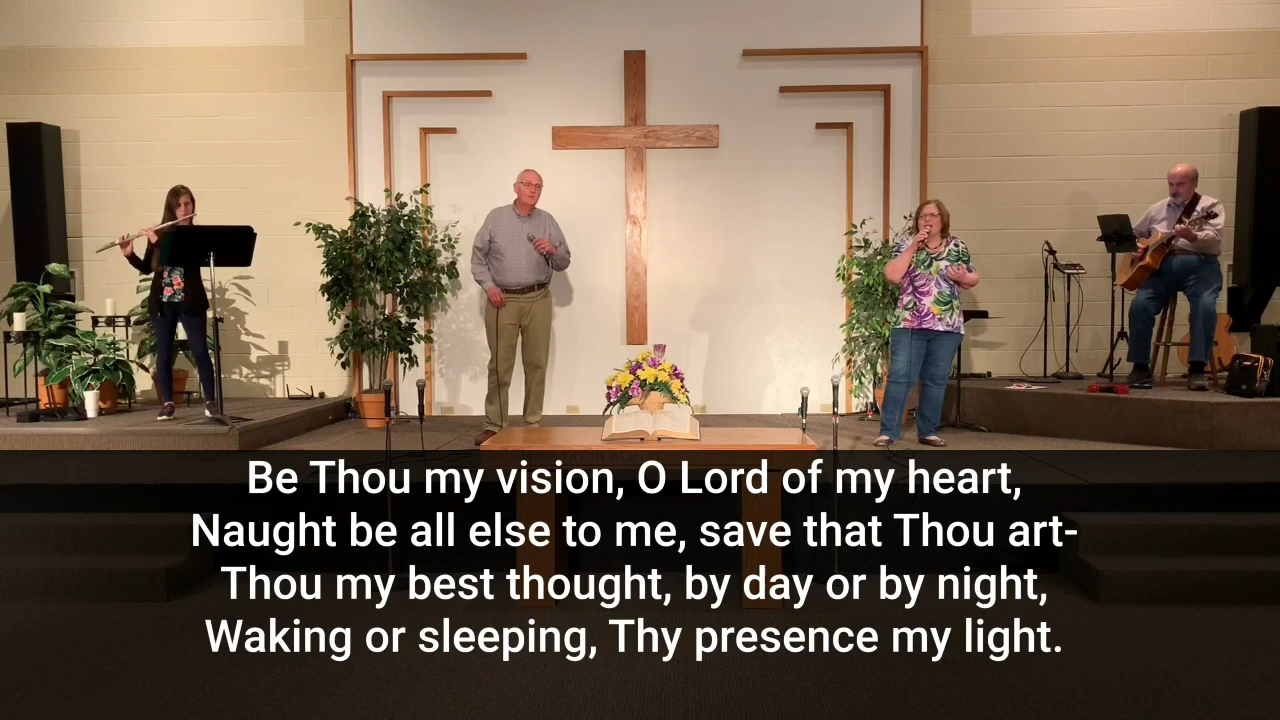 Be Thou my vision, O Lord of my heart,
Naught be all else to me, save that Thou art-
Thou my best thought, by day or by night,
Waking or sleeping, Thy presence my light.